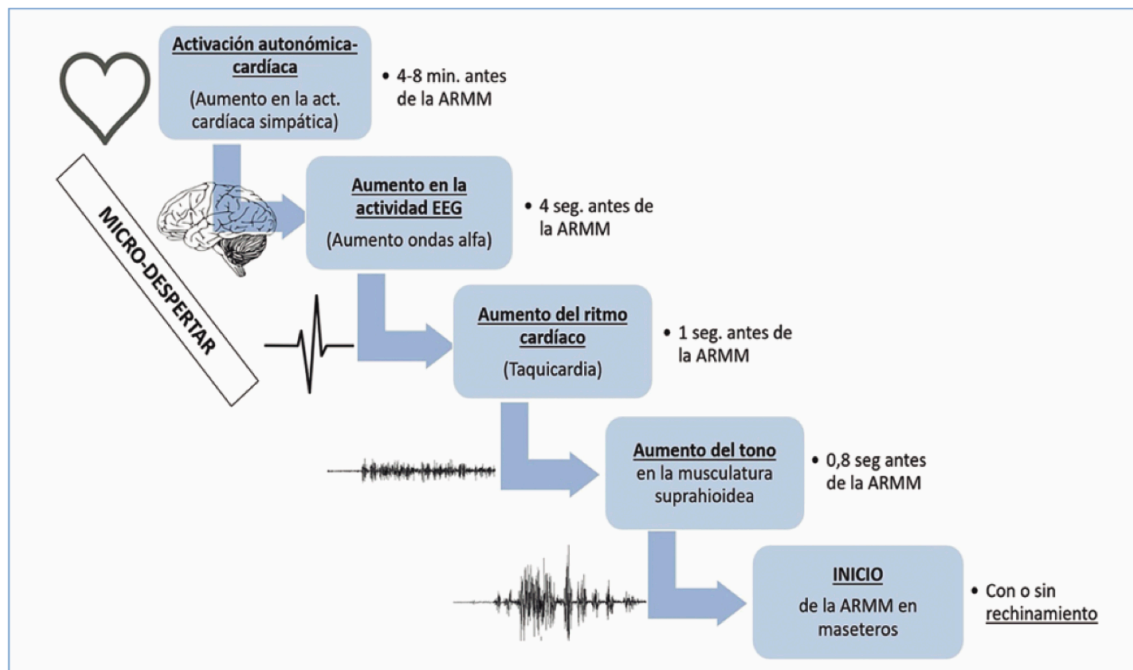 Activación autonómica-
cardíaca
(Aumento en la act.
cardíaca simpática)
• 4-8 min. antes
de la ARMM
MICRO-DESPERTAR
Aumento en la
actividad EEG
(Aumento ondas alfa)
• 4 seg. antes de
la ARMM
Aumento del ritmo
cardíaco
(Taquicardia)
• 1 seg. antes de
la ARMM
Aumento del tono
en la musculatura
suprahioidea
• 0,8 seg antes
de la ARMM
INICIO
de la ARMM en
maseteros
• Con o sin
rechinamiento